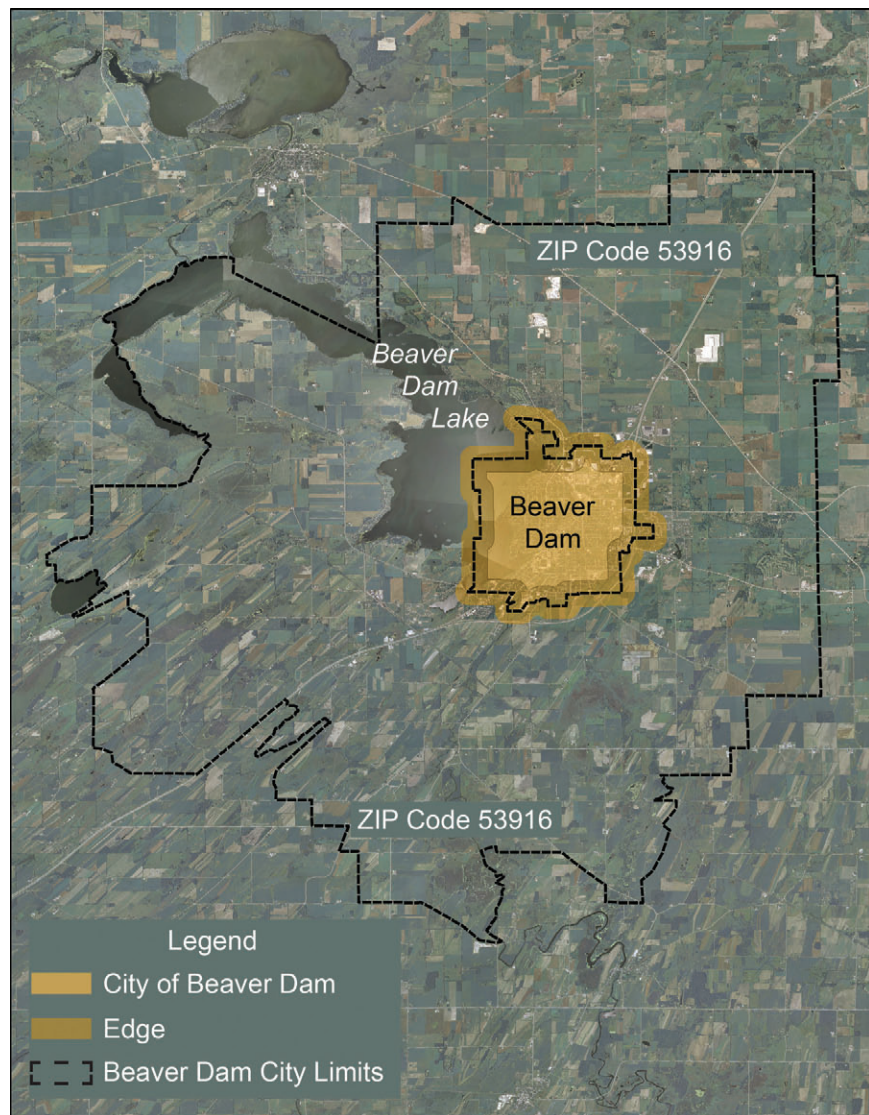 ZIP Code 53916
Beaver
Dam
Lake
Beaver
Dam
ZIP Code 53916
Legend
City of Beaver Dam
Edge
Beaver Dam City Limits